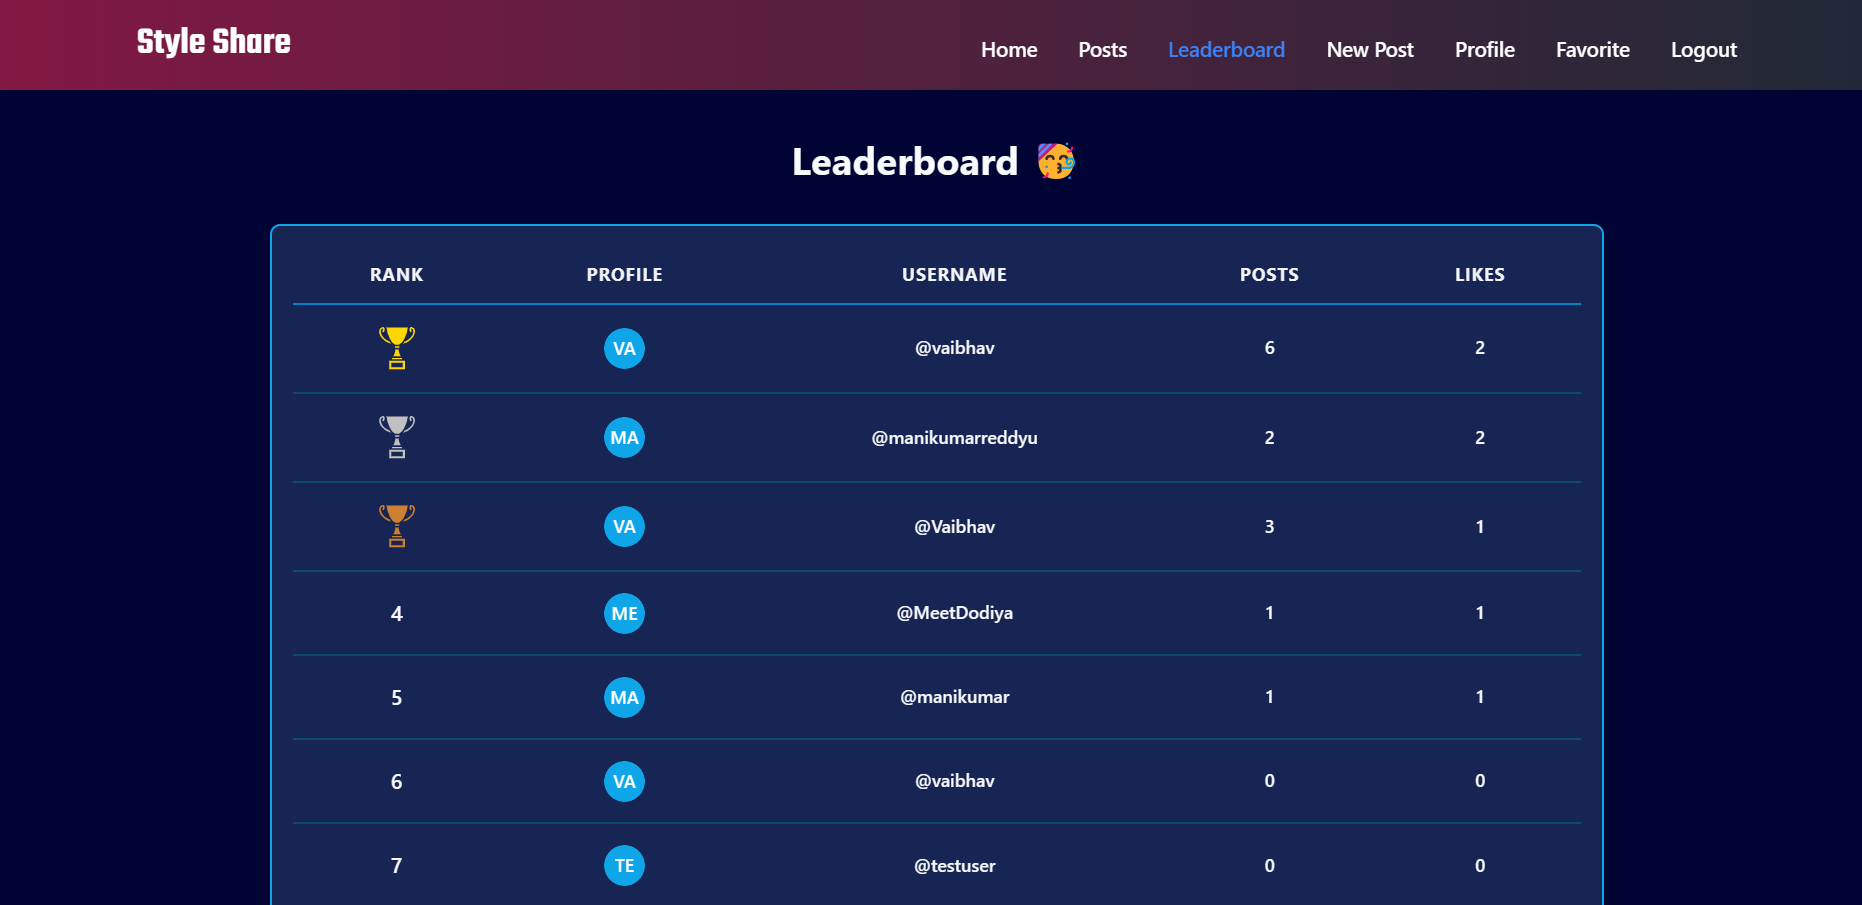 Style Share
Home Posts Leaderboard New Post Profile Favorite Logout
Leaderboard 🥳
RANK PROFILE USERNAME POSTS LIKES
VA @vaibhav 6 2
MA @manikumarreddyu 2 2
VA @Vaibhav 3 1
4 ME @MeetDodiya 1 1
5 MA @manikumar 1 1
6 VA @vaibhav 0 0
7 TE @testuser 0 0